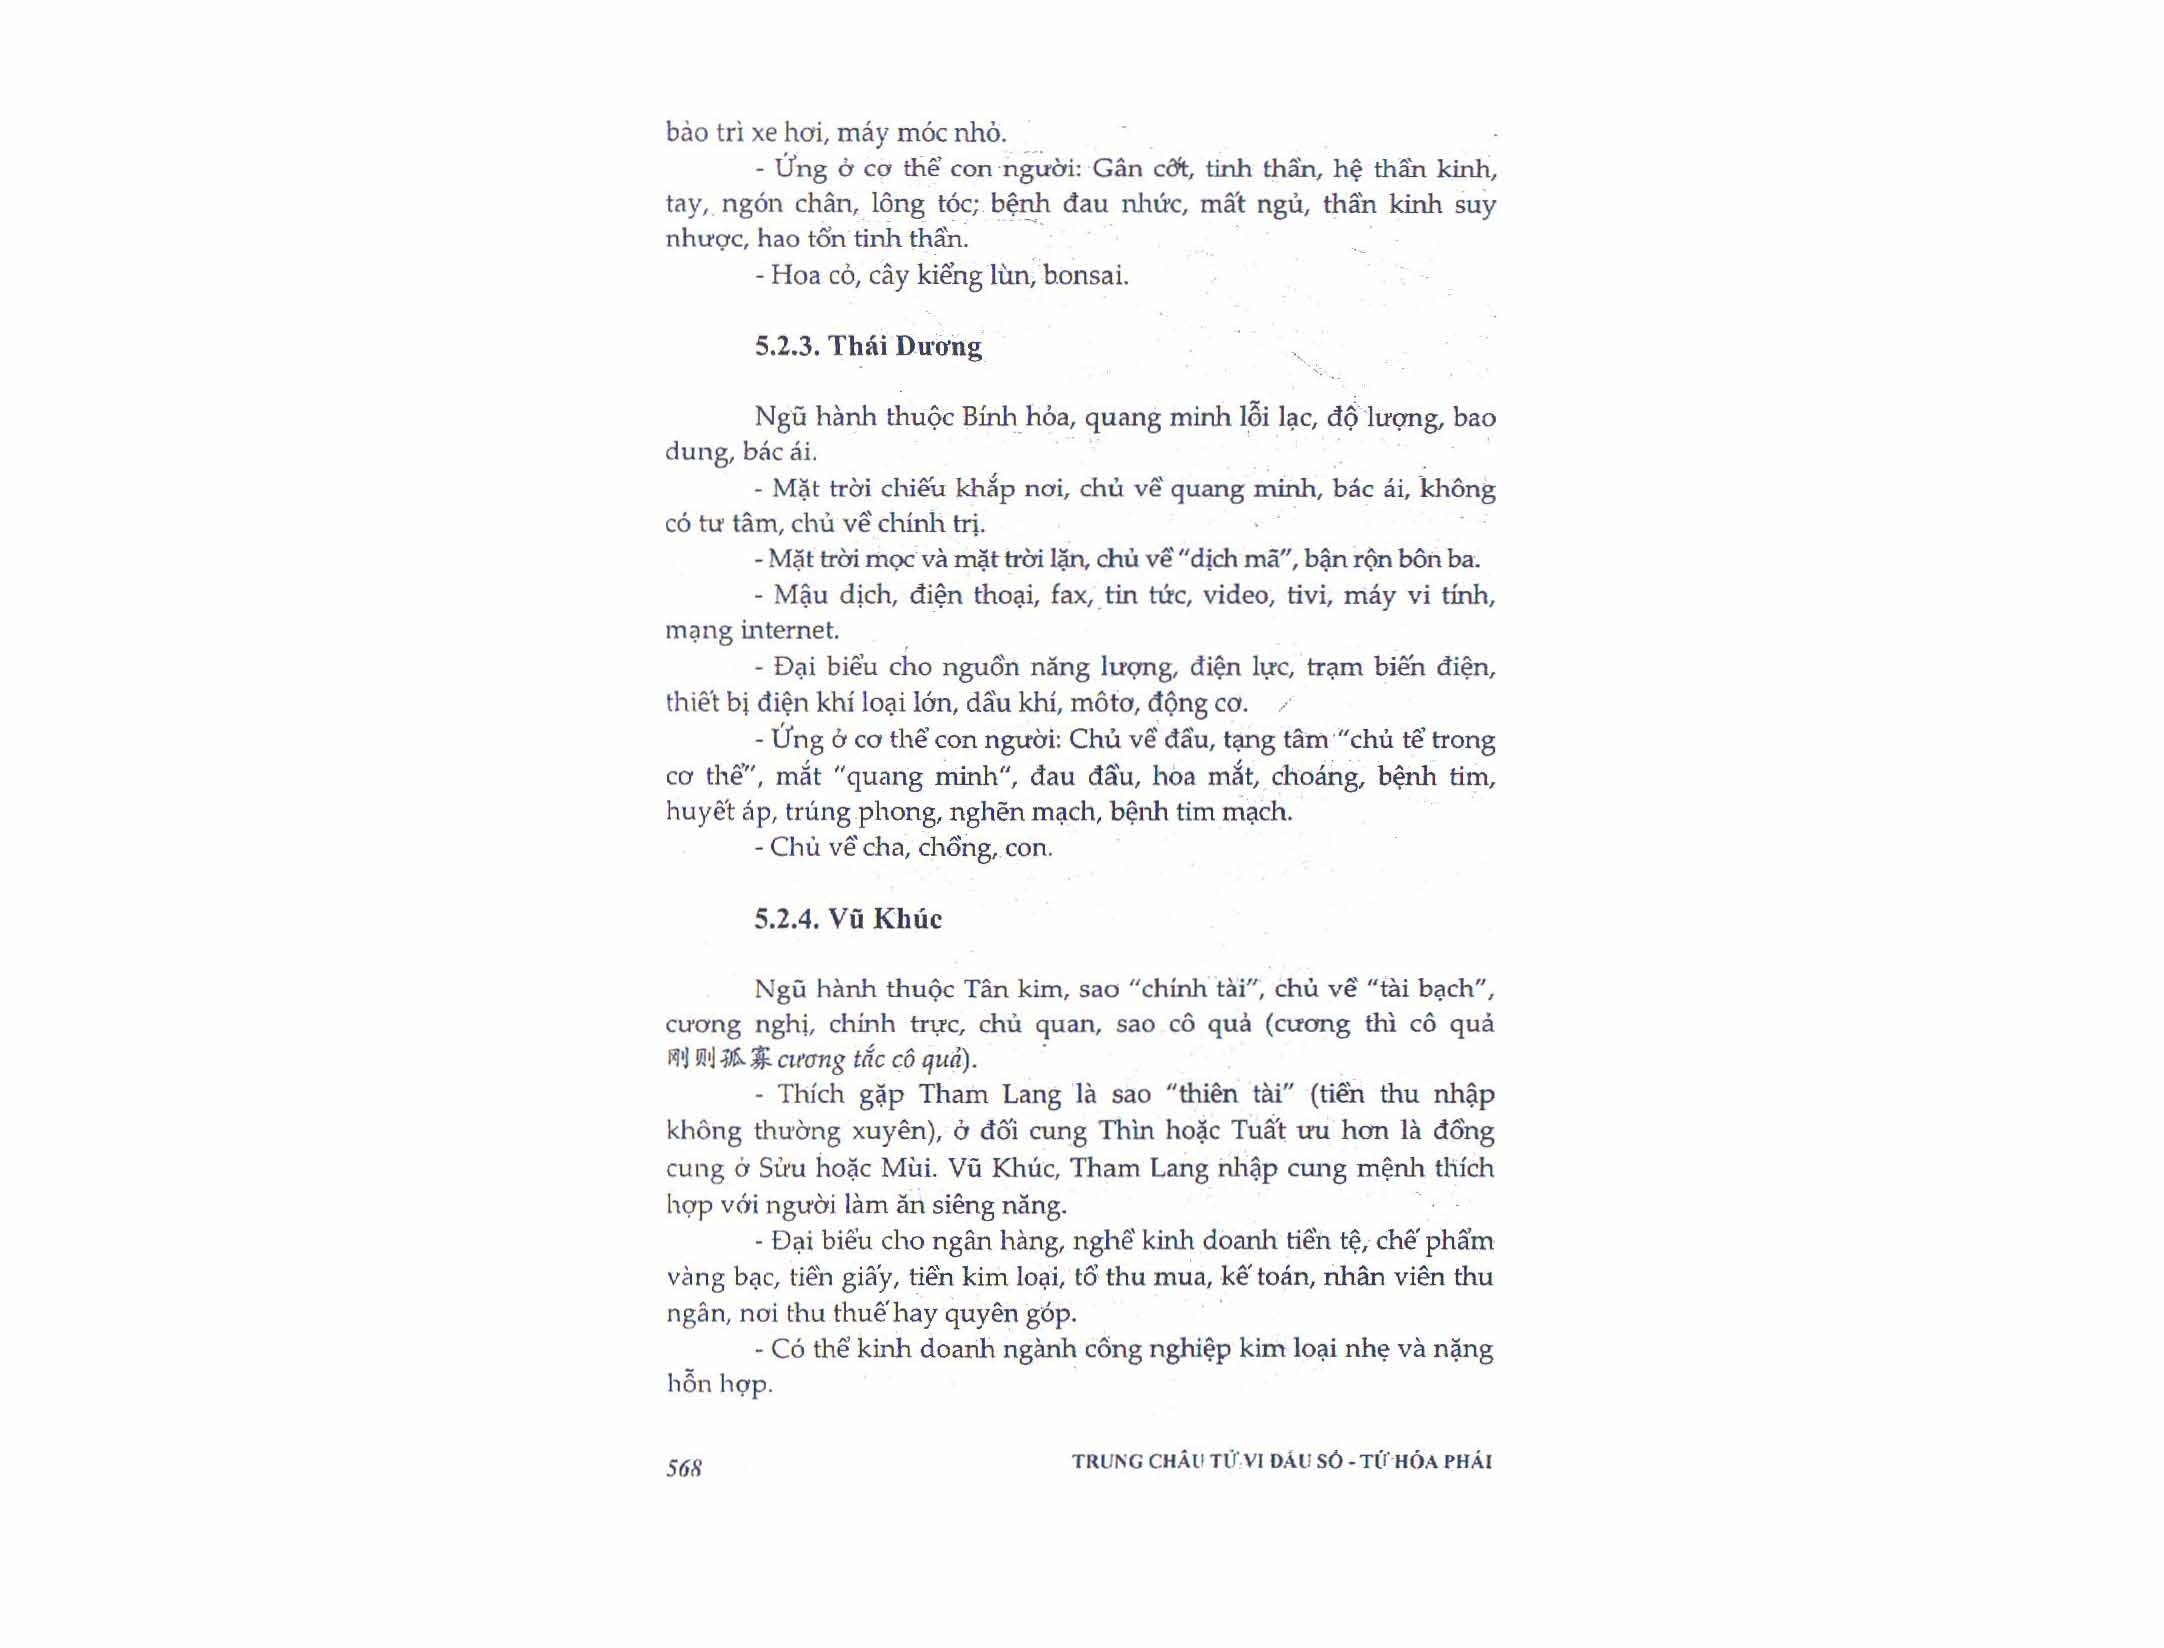 bảo trì xe hơi, máy móc nhỏ.
- Ứng ở cơ thể con người: Gân cốt, tinh thần, hệ thần kinh,
tay, ngón chân, lông tóc; bệnh đau nhức, mất ngủ, thần kinh suy
nhược, hao tổn tinh thần.
- Hoa cỏ, cây kiểng lùn, bonsai.
5.2.3. Thái Dương
Ngũ hành thuộc Bính hỏa, quang minh lỗi lạc, độ lượng, bao
dung, bác ái.
- Mặt trời chiếu khắp nơi, chủ về quang minh, bác ái, không
có tư tâm, chủ về chính trị.
- Mặt trời mọc và mặt trời lặn, chủ về "dịch mã", bận rộn bôn ba.
- Mậu dịch, điện thoại, fax, tin tức, video, tivi, máy vi tính,
mạng internet.
- Đại biểu cho nguồn năng lượng, điện lực, trạm biến điện,
thiết bị điện khí loại lớn, dầu khí, môtơ, động cơ.
- Ứng ở cơ thể con người: Chủ về đầu, tạng tâm "chủ tể trong
cơ thể", mắt "quang minh", đau đầu, hoa mắt, choáng, bệnh tim,
huyết áp, trúng phong, nghẽn mạch, bệnh tim mạch.
- Chủ về cha, chồng, con.
5.2.4. Vũ Khúc
Ngũ hành thuộc Tân kim, sao "chính tài", chủ về "tài bạch",
cương nghị, chính trực, chủ quan, sao cô quả (cương thì cô quả
刚则孤寡 cương tắc cô quả).
- Thích gặp Tham Lang là sao "thiên tài" (tiền thu nhập
không thường xuyên), ở đối cung Thìn hoặc Tuất ưu hơn là đồng
cung ở Sửu hoặc Mùi. Vũ Khúc, Tham Lang nhập cung mệnh thích
hợp với người làm ăn siêng năng.
- Đại biểu cho ngân hàng, nghề kinh doanh tiền tệ, chế phẩm
vàng bạc, tiền giấy, tiền kim loại, tổ thu mua, kế toán, nhân viên thu
ngân, nơi thu thuế hay quyên góp.
- Có thể kinh doanh ngành công nghiệp kim loại nhẹ và nặng
hỗn hợp.
568
TRUNG CHÂU TỬ VI ĐẨU SỐ - TỨ HÓA PHÁI